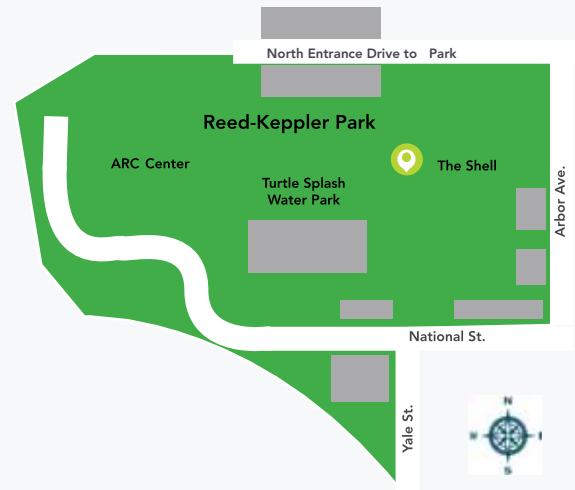 North Entrance Drive to Park
Reed-Keppler Park
ARC Center
The Shell
Turtle Splash
Water Park
Arbor Ave.
National St.
Yale St.
N
S